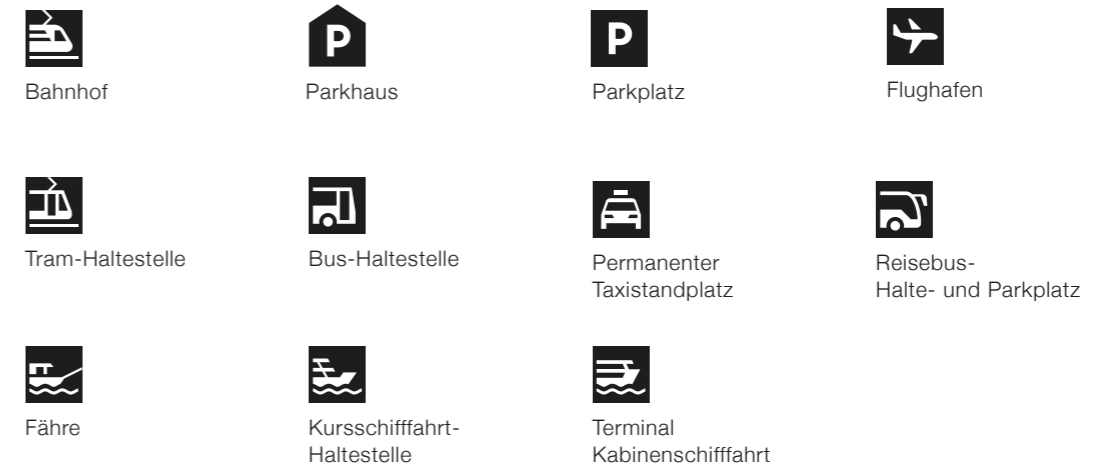 P
P
Bahnhof
Parkhaus
Parkplatz
Flughafen
Tram-Haltestelle
Bus-Haltestelle
Permanenter
Taxistandplatz
Reisebus-
Halte- und Parkplatz
Fähre
Kursschifffahrt-
Haltestelle
Terminal
Kabinenschifffahrt